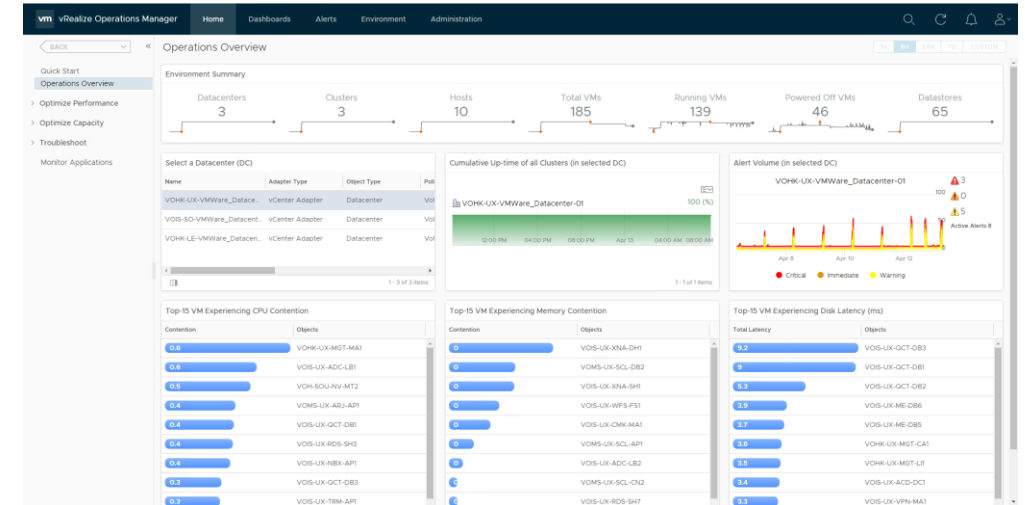 vm vRealize Operations Manager Home Dashboards Alerts Environment Administration
BACK
Operations Overview
Quick Start
Operations Overview
Optimize Performance
Optimize Capacity
Troubleshoot
Monitor Applications
Environment Summary
Datacenters Clusters Hosts Total VMs Running VMs Powered Off VMs Datastores
3 3 10 185 139 46 65
Select a Datacenter (DC)
Name Adapter Type Object Type
VOHK-UX-VMWare_Datace... vCenter Adapter Datacenter
VOIS-SO-VMWare_Datacent... vCenter Adapter Datacenter
VOHK-LE-VMWare_Datacen... vCenter Adapter Datacenter
1 - 3 of 3 items
Cumulative Up-time of all Clusters (in selected DC)
VOHK-UX-VMWare_Datacenter-01 100 (%)
12:00 PM 04:00 PM 08:00 PM Apr 13 04:00 AM 08:00 AM
1 - 1 of 1 items
Alert Volume (in selected DC)
VOHK-UX-VMWare_Datacenter-01
3
100
0
5
50
Active Alerts 8
0
Apr 8 Apr 10 Apr 12
Critical Immediate Warning
Top-15 VM Experiencing CPU Contention
Contention Objects
0.8 VOHK-UX-MGT-MA1
0.6 VOIS-UX-ADC-LB1
0.5 VOH-SOU-NV-MT2
0.4 VOMS-UX-ARJ-AP1
0.4 VOIS-UX-QCT-DB1
0.4 VOIS-UX-RDS-SH3
0.4 VOIS-UX-NBX-AP1
0.3 VOIS-UX-QCT-DB3
0.3 VOIS-UX-TRM-AP1
Top-15 VM Experiencing Memory Contention
Contention Objects
0 VOIS-UX-XNA-DH1
0 VOMS-UX-SCL-DB2
0 VOIS-UX-XNA-SH1
0 VOIS-UX-WFS-FS1
0 VOIS-UX-CMK-MA1
0 VOMS-UX-SCL-AP1
0 VOIS-UX-ADC-LB2
0 VOMS-UX-SCL-CN2
0 VOIS-UX-RDS-SH7
Top-15 VM Experiencing Disk Latency (ms)
Total Latency Objects
9.2 VOIS-UX-QCT-DB3
9 VOIS-UX-QCT-DB1
5.3 VOIS-UX-QCT-DB2
3.9 VOIS-UX-ME-DB6
3.7 VOIS-UX-ME-DB5
3.6 VOHK-UX-MGT-CA1
3.5 VOHK-UX-MGT-LI1
3.4 VOIS-UX-ACD-DC1
3.3 VOIS-UX-VPN-MA1